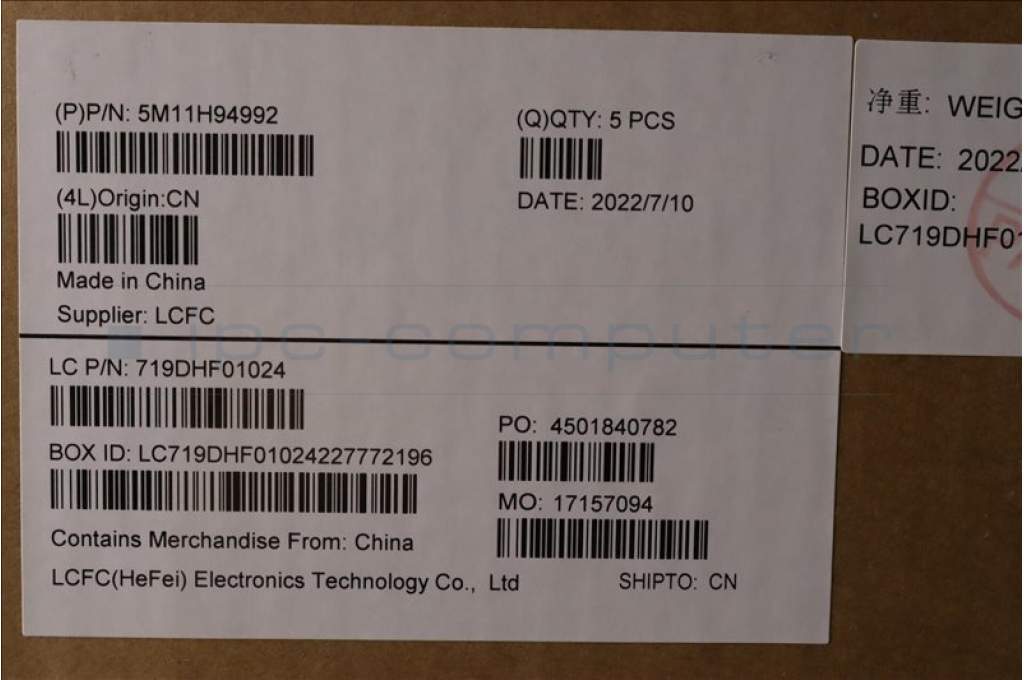 (P)P/N: 5M11H94992
(Q)QTY: 5 PCS
(4L)Origin:CN
DATE: 2022/7/10
Made in China
Supplier: LCFC
LC P/N: 719DHF01024
PO: 4501840782
BOX ID: LC719DHF01024227772196
MO: 17157094
Contains Merchandise From: China
LCFC(HeFei) Electronics Technology Co., Ltd
SHIPTO: CN
净重: WEIG
DATE: 2022
BOXID:
LC719DHF01
ipc-computer